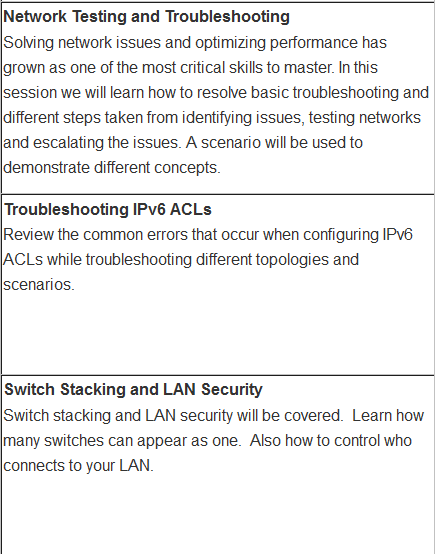 Network Testing and Troubleshooting
Solving network issues and optimizing performance has
grown as one of the most critical skills to master. In this
session we will learn how to resolve basic troubleshooting and
different steps taken from identifying issues, testing networks
and escalating the issues. A scenario will be used to
demonstrate different concepts.
Troubleshooting IPv6 ACLs
Review the common errors that occur when configuring IPv6
ACLs while troubleshooting different topologies and
scenarios.
Switch Stacking and LAN Security
Switch stacking and LAN security will be covered.  Learn how
many switches can appear as one.  Also how to control who
connects to your LAN.